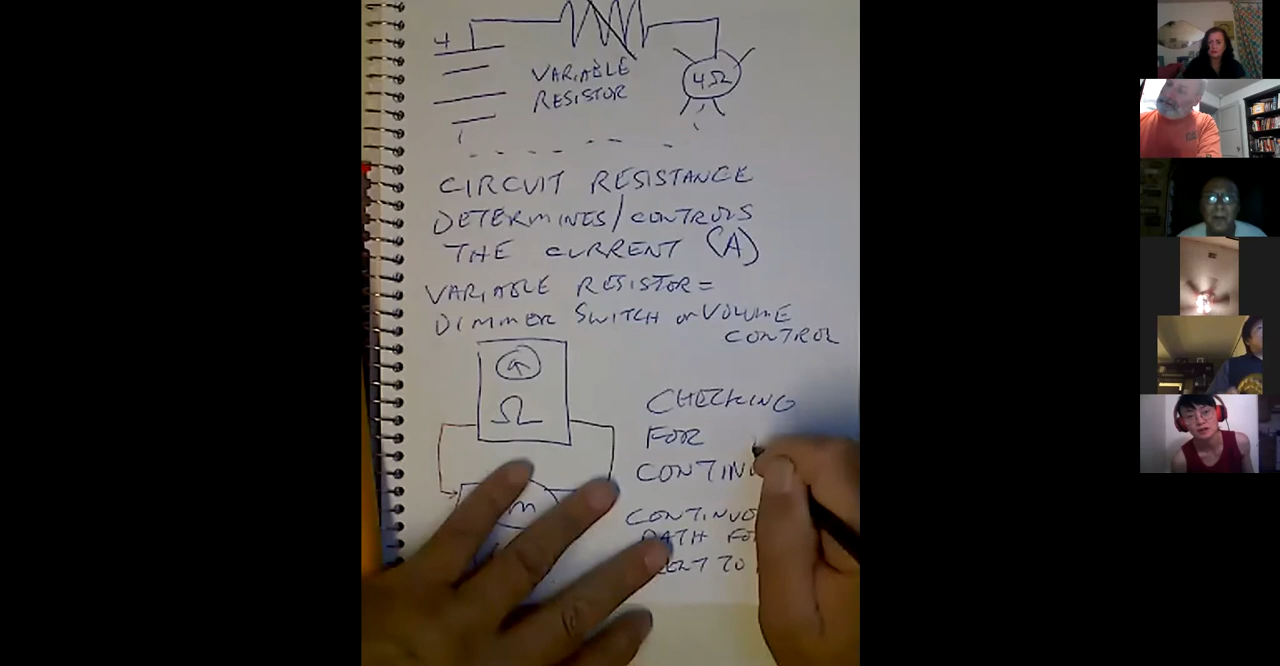 4
VARIABLE
RESISTOR
4Ω
CIRCUIT RESISTANCE
DETERMINES/CONTROLS
THE CURRENT (A)
VARIABLE RESISTOR =
DIMMER SWITCH or VOLUME
CONTROL
Ω
CHECKING
FOR
CONTINU
m
CONTINUO
PATH FO
TO